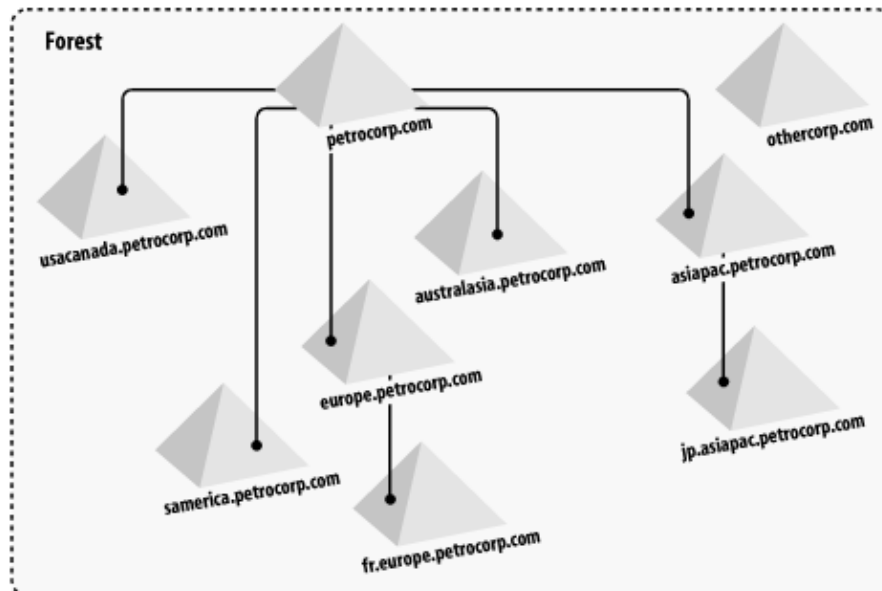 Forest
petrocorp.com
othercorp.com
usacanada.petrocorp.com
australasia.petrocorp.com
asiapac.petrocorp.com
europe.petrocorp.com
samerica.petrocorp.com
jp.asiapac.petrocorp.com
fr.europe.petrocorp.com